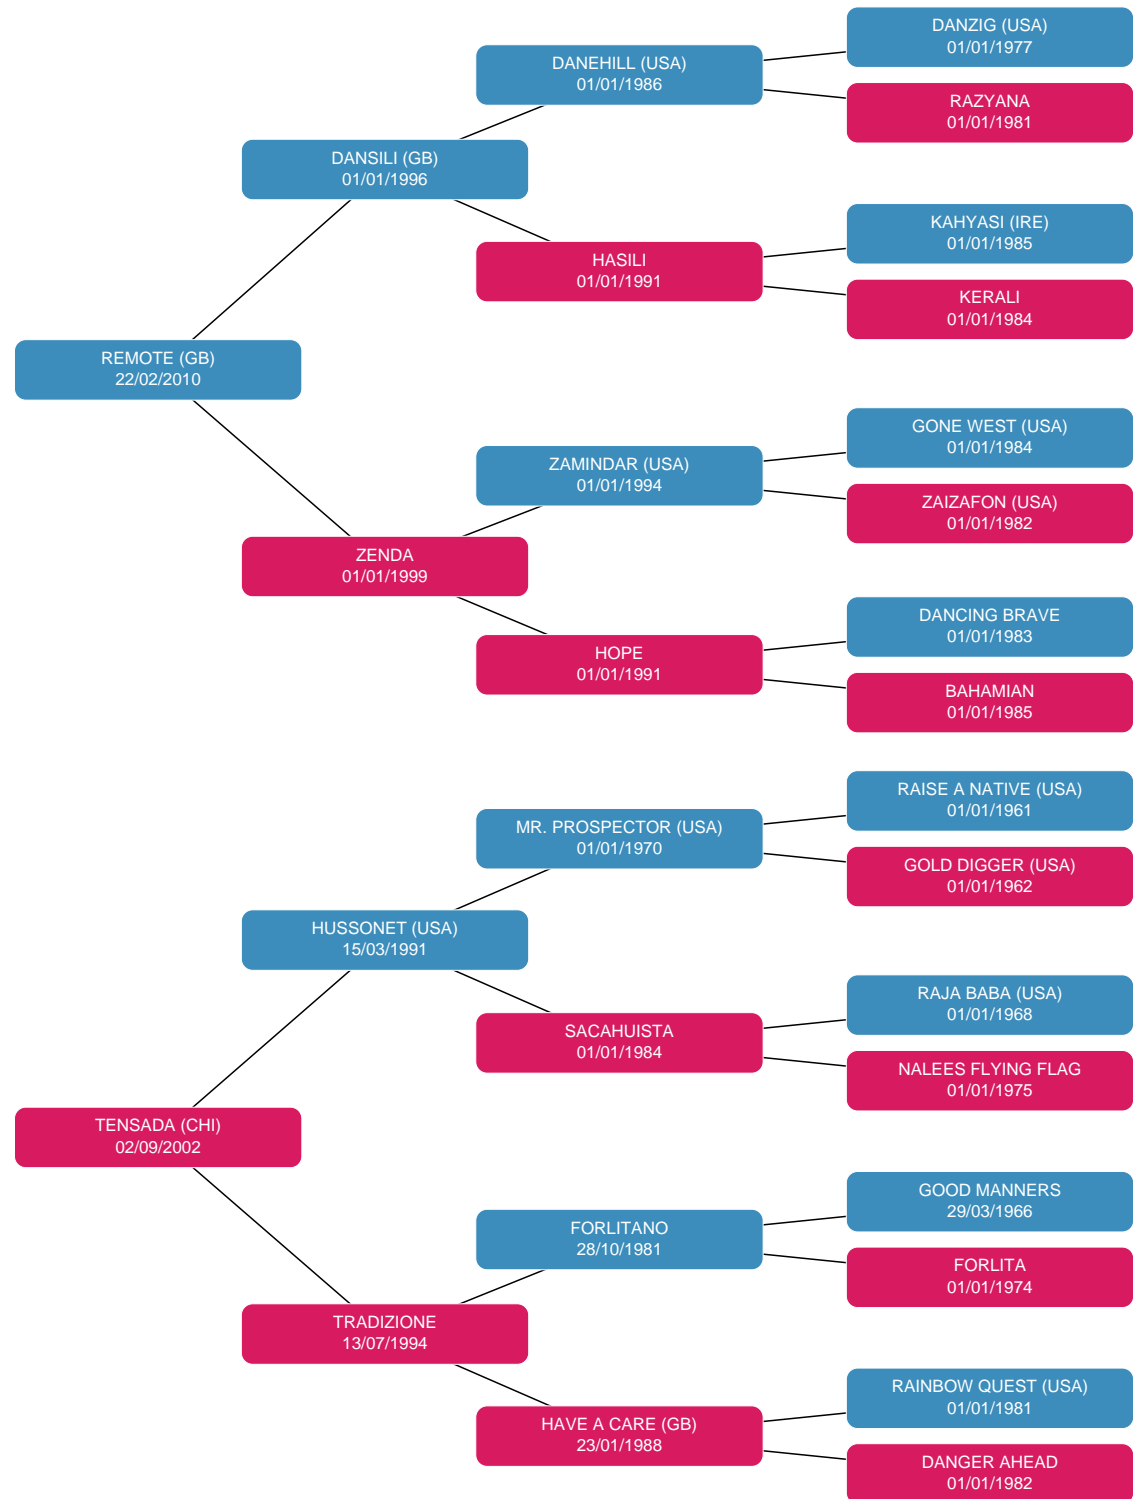 DANZIG (USA)
01/01/1977
DANEHILL (USA)
01/01/1986
RAZYANA
01/01/1981
DANSILI (GB)
01/01/1996
KAHYASI (IRE)
01/01/1985
HASILI
01/01/1991
KERALI
01/01/1984
REMOTE (GB)
22/02/2010
GONE WEST (USA)
01/01/1984
ZAMINDAR (USA)
01/01/1994
ZAIZAFON (USA)
01/01/1982
ZENDA
01/01/1999
DANCING BRAVE
01/01/1983
HOPE
01/01/1991
BAHAMIAN
01/01/1985
RAISE A NATIVE (USA)
01/01/1961
MR. PROSPECTOR (USA)
01/01/1970
GOLD DIGGER (USA)
01/01/1962
HUSSONET (USA)
15/03/1991
RAJA BABA (USA)
01/01/1968
SACAHUISTA
01/01/1984
NALEES FLYING FLAG
01/01/1975
TENSADA (CHI)
02/09/2002
GOOD MANNERS
29/03/1966
FORLITANO
28/10/1981
FORLITA
01/01/1974
TRADIZIONE
13/07/1994
RAINBOW QUEST (USA)
01/01/1981
HAVE A CARE (GB)
23/01/1988
DANGER AHEAD
01/01/1982